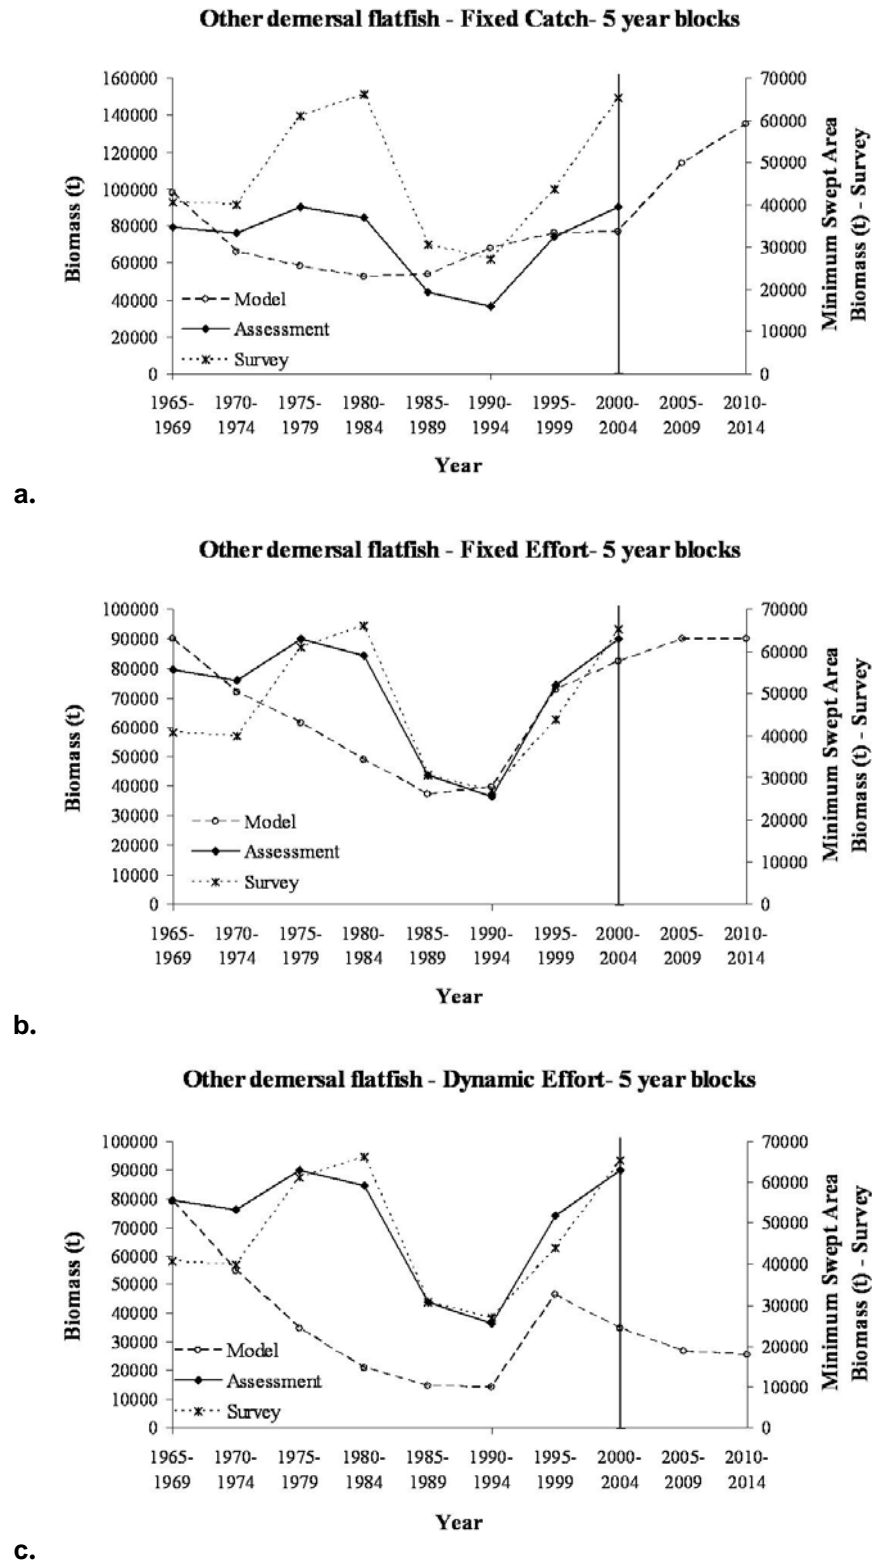 Other demersal flatfish - Fixed Catch- 5 year blocks
160000
140000
120000
100000
80000
60000
40000
20000
0
Biomass (t)
70000
60000
50000
40000
30000
20000
10000
0
Minimum Swept Area
Biomass (t) - Survey
Model
Assessment
Survey
1965- 1970- 1975- 1980- 1985- 1990- 1995- 2000- 2005- 2010-
1969 1974 1979 1984 1989 1994 1999 2004 2009 2014
Year
a.
Other demersal flatfish - Fixed Effort- 5 year blocks
100000
90000
80000
70000
60000
50000
40000
30000
20000
10000
0
Biomass (t)
70000
60000
50000
40000
30000
20000
10000
0
Minimum Swept Area
Biomass (t) - Survey
Model
Assessment
Survey
1965- 1970- 1975- 1980- 1985- 1990- 1995- 2000- 2005- 2010-
1969 1974 1979 1984 1989 1994 1999 2004 2009 2014
Year
b.
Other demersal flatfish - Dynamic Effort- 5 year blocks
100000
90000
80000
70000
60000
50000
40000
30000
20000
10000
0
Biomass (t)
70000
60000
50000
40000
30000
20000
10000
0
Minimum Swept Area
Biomass (t) - Survey
Model
Assessment
Survey
1965- 1970- 1975- 1980- 1985- 1990- 1995- 2000- 2005- 2010-
1969 1974 1979 1984 1989 1994 1999 2004 2009 2014
Year
c.